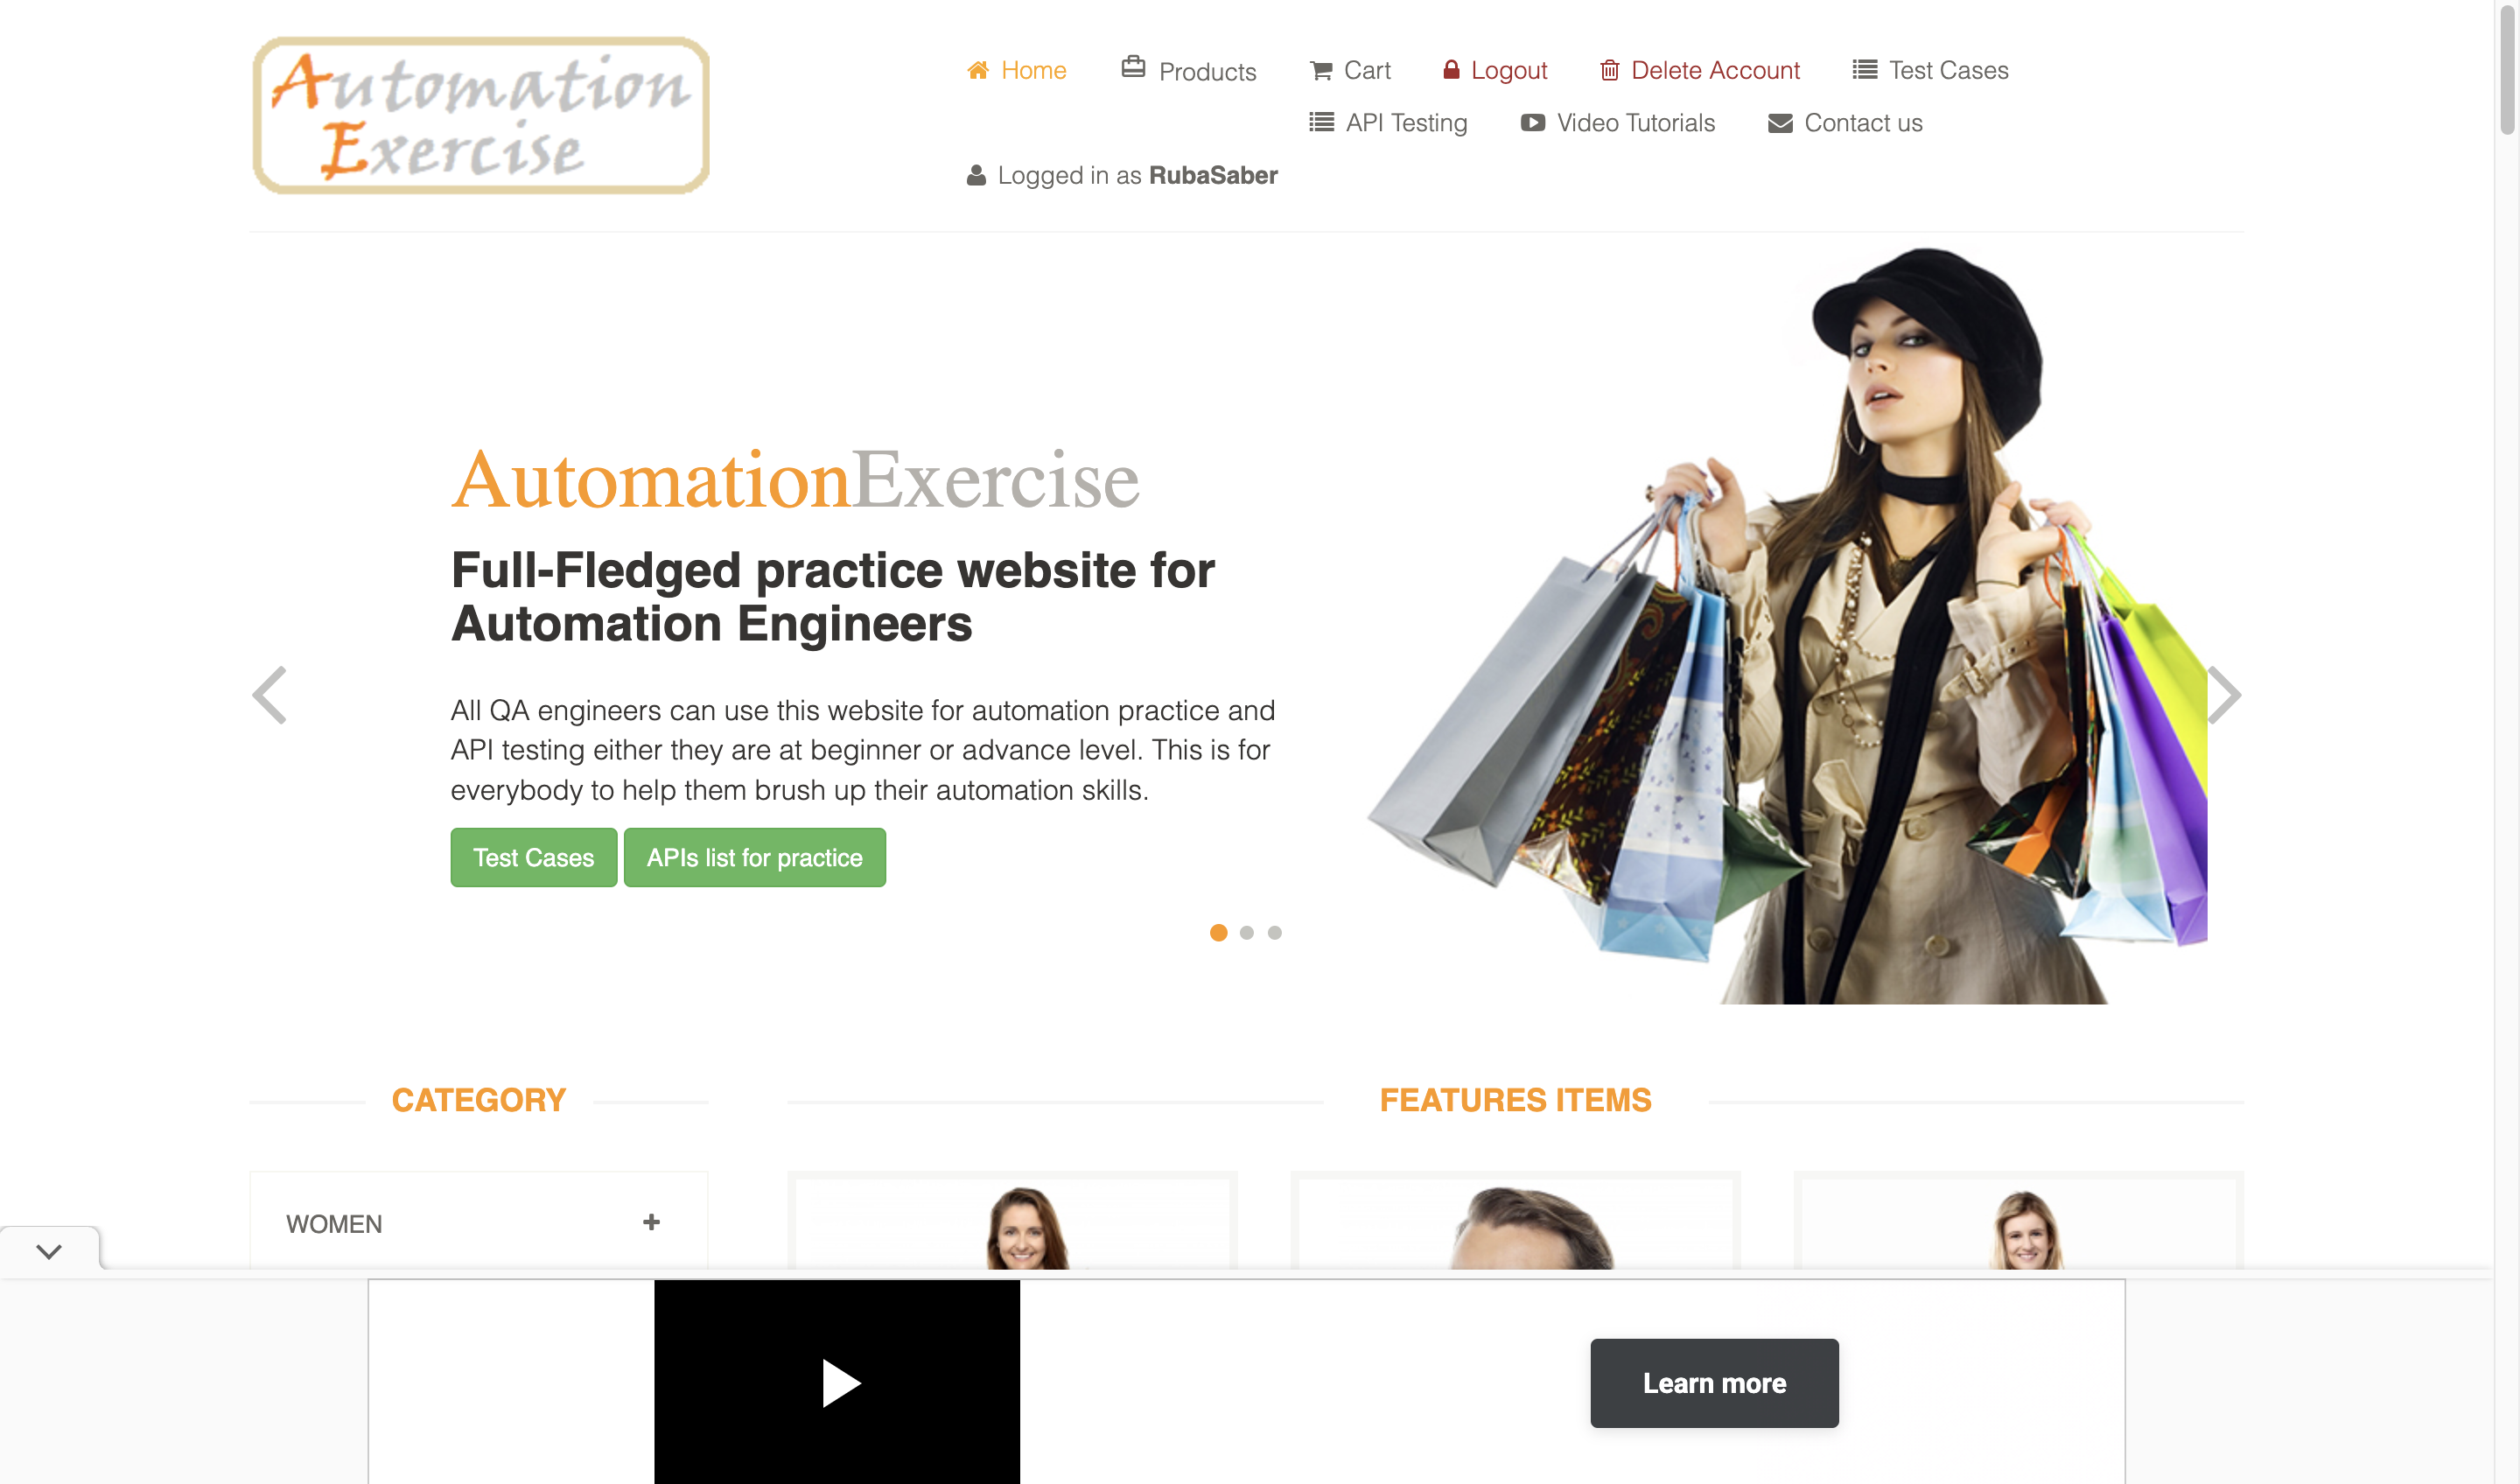 Automation
Exercise
Home Products Cart Logout Delete Account Test Cases
API Testing Video Tutorials Contact us
Logged in as RubaSaber
AutomationExercise
Full-Fledged practice website for
Automation Engineers
All QA engineers can use this website for automation practice and
API testing either they are at beginner or advance level. This is for
everybody to help them brush up their automation skills.
Test Cases APIs list for practice
CATEGORY
FEATURES ITEMS
WOMEN
Learn more